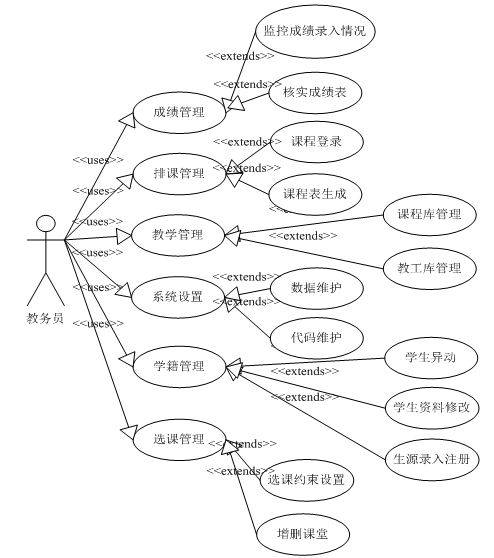 监控成绩录入情况
<<extends>>
<<extends>>
核实成绩表
成绩管理
<<extends>>
课程登录
<<uses>>
排课管理
<<extends>>
<<uses>>
课程表生成
<<uses>>
教学管理
课程库管理
<<extends>>
<<uses>>
教工库管理
<<extends>>
教务员
<<uses>>
系统设置
数据维护
<<extends>>
<<uses>>
代码维护
学籍管理
学生异动
<<extends>>
<<extends>>
学生资料修改
选课管理
生源录入注册
<<extends>>
选课约束设置
增删课堂